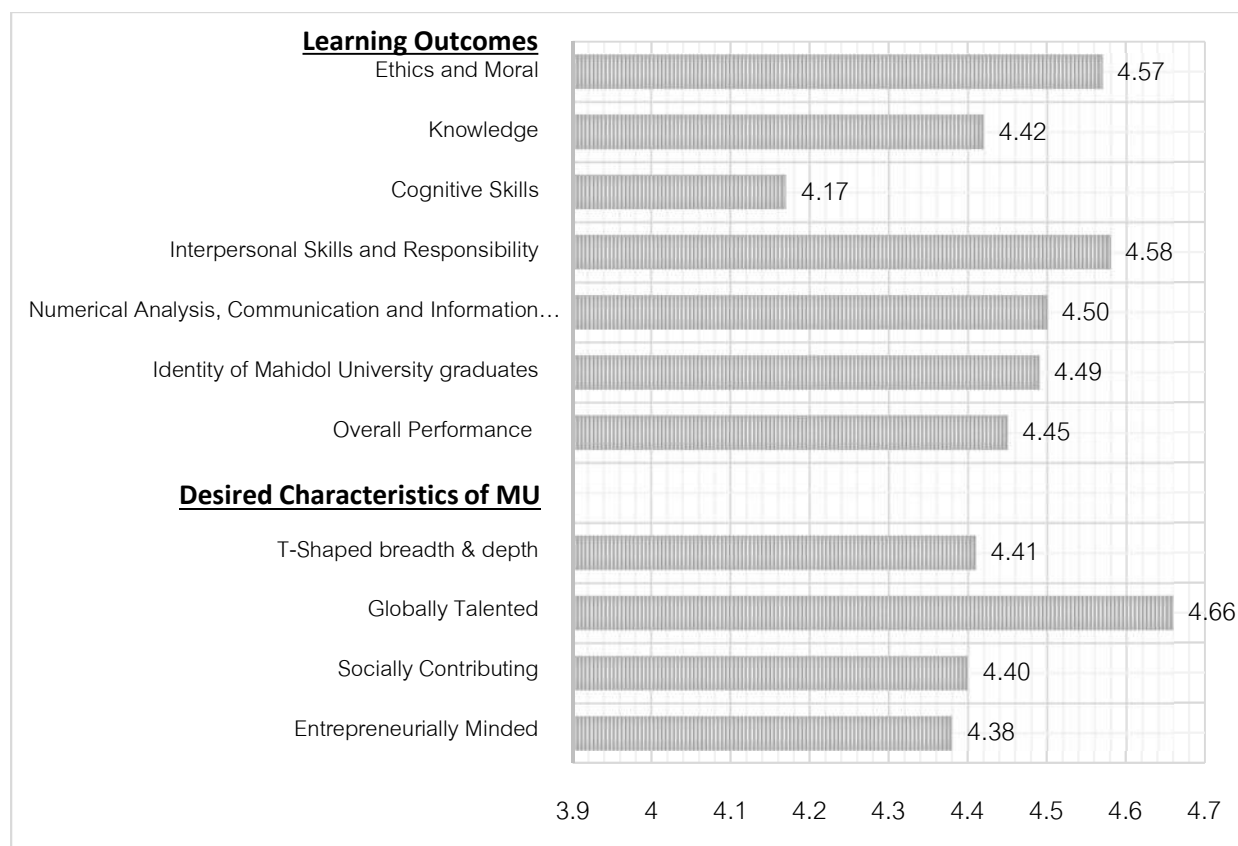 Learning Outcomes
Ethics and Moral 4.57
Knowledge 4.42
Cognitive Skills 4.17
Interpersonal Skills and Responsibility 4.58
Numerical Analysis, Communication and Information… 4.50
Identity of Mahidol University graduates 4.49
Overall Performance 4.45
Desired Characteristics of MU
T-Shaped breadth & depth 4.41
Globally Talented 4.66
Socially Contributing 4.40
Entrepreneurially Minded 4.38
3.9 4 4.1 4.2 4.3 4.4 4.5 4.6 4.7